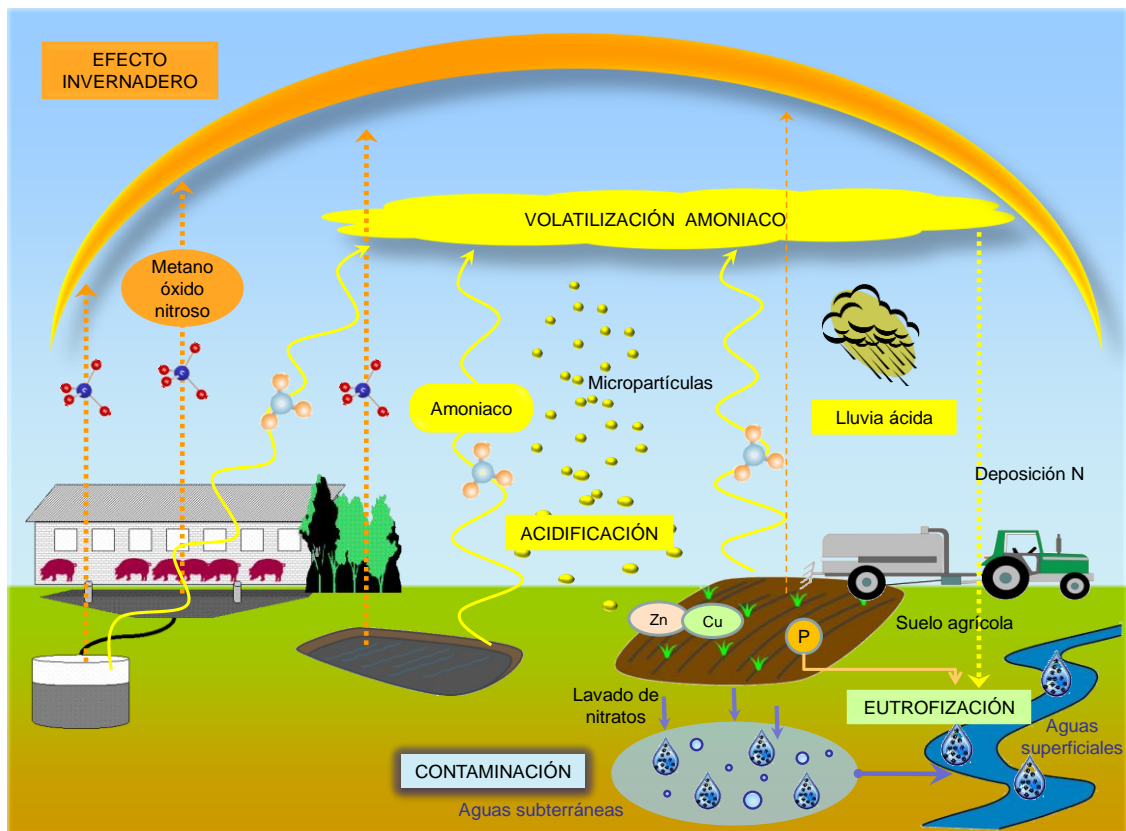 EFECTO
INVERNADERO
VOLATILIZACIÓN AMONIACO
Metano
óxido
nitroso
Micropartículas
Amoniaco
Lluvia ácida
Deposición N
ACIDIFICACIÓN
Zn
Cu
P
Suelo agrícola
Lavado de
nitratos
EUTROFIZACIÓN
Aguas
superficiales
CONTAMINACIÓN
Aguas subterráneas